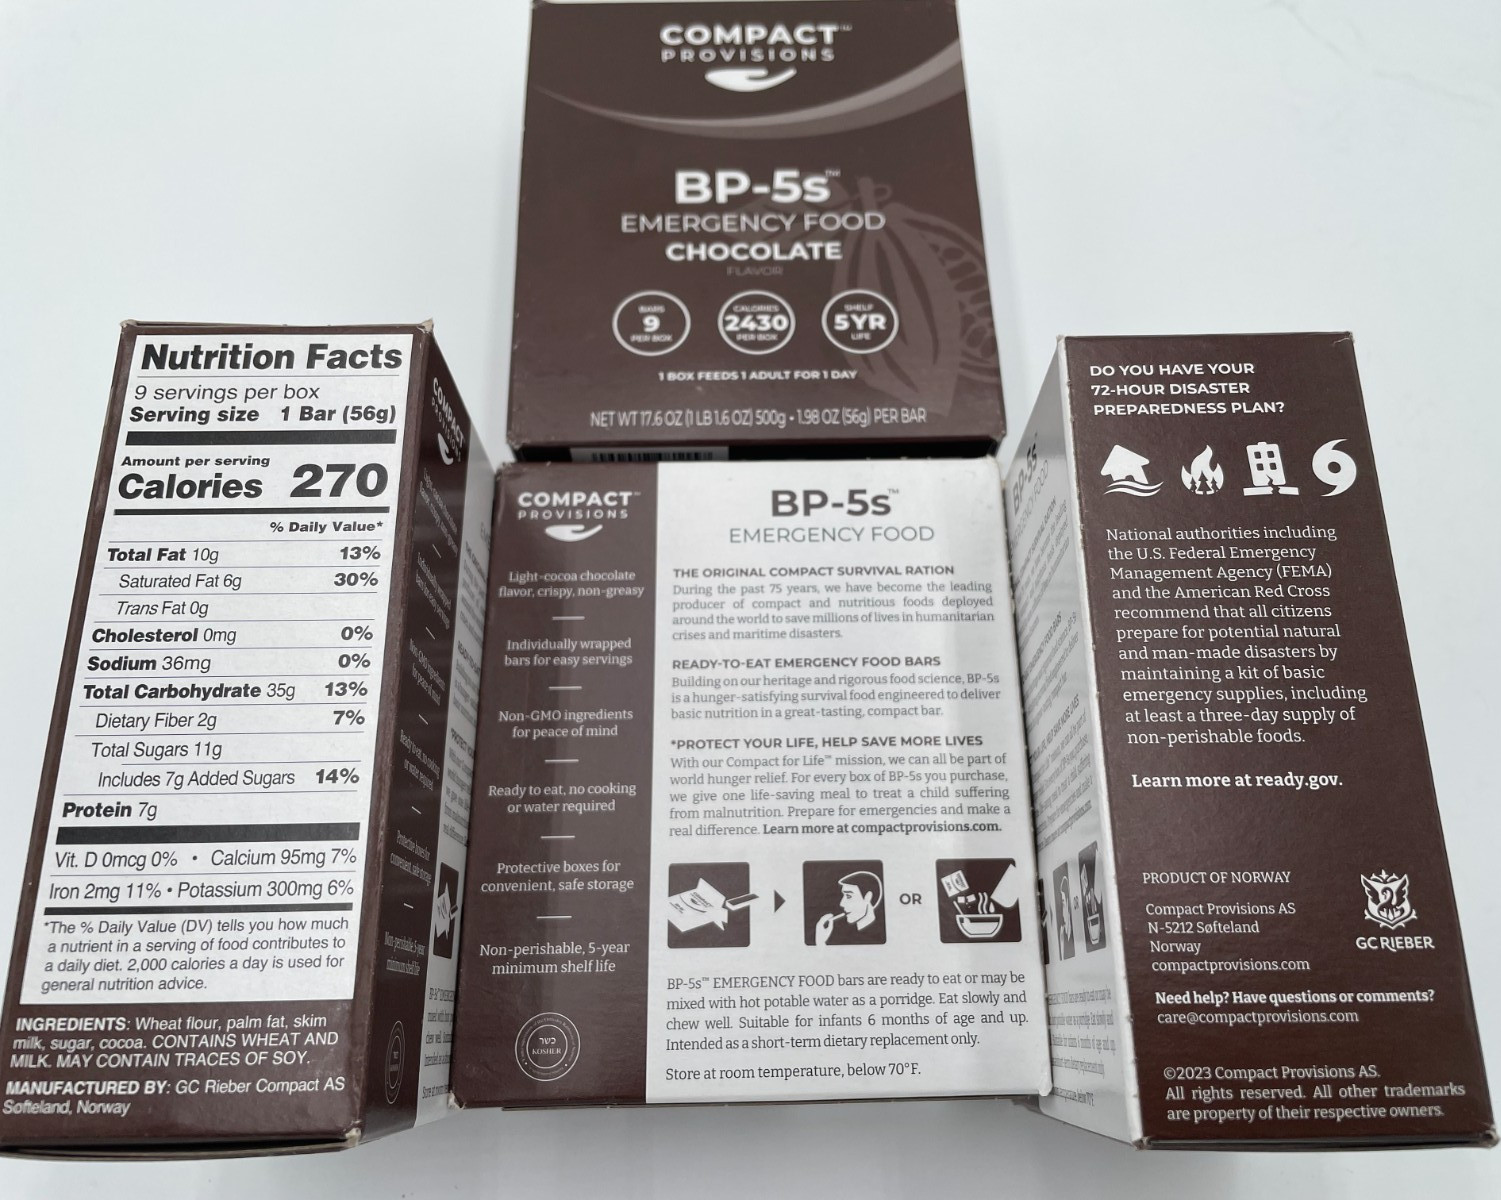 COMPACT™
PROVISIONS
BP-5s™
EMERGENCY FOOD
CHOCOLATE
FLAVOR
BARS
9
PER BOX
CALORIES
2430
PER BOX
SHELF
5YR
LIFE
1 BOX FEEDS 1 ADULT FOR 1 DAY
NET WT 17.6 OZ (1 LB 1.6 OZ) 500g - 1.98 OZ (56g) PER BAR
Nutrition Facts
9 servings per box
Serving size 1 Bar (56g)
Amount per serving
Calories 270
% Daily Value*
Total Fat 10g 13%
Saturated Fat 6g 30%
Trans Fat 0g
Cholesterol 0mg 0%
Sodium 36mg 0%
Total Carbohydrate 35g 13%
Dietary Fiber 2g 7%
Total Sugars 11g
Includes 7g Added Sugars 14%
Protein 7g
Vit. D 0mcg 0% • Calcium 95mg 7%
Iron 2mg 11% • Potassium 300mg 6%
*The % Daily Value (DV) tells you how much
a nutrient in a serving of food contributes to
a daily diet. 2,000 calories a day is used for
general nutrition advice.
INGREDIENTS: Wheat flour, palm fat, skim
milk, sugar, cocoa. CONTAINS WHEAT AND
MILK. MAY CONTAIN TRACES OF SOY.
MANUFACTURED BY: GC Rieber Compact AS
Søfteland, Norway
COMPACT™
PROVISIONS
Light-cocoa chocolate
flavor, crispy, non-greasy
Individually wrapped
bars for easy servings
Non-GMO ingredients
for peace of mind
Ready to eat, no cooking
or water required
Protective boxes for
convenient, safe storage
Non-perishable, 5-year
minimum shelf life
כשר
KOSHER
BP-5s™
EMERGENCY FOOD
THE ORIGINAL COMPACT SURVIVAL RATION
During the past 75 years, we have become the leading
producer of compact and nutritious foods deployed
around the world to save millions of lives in humanitarian
crises and maritime disasters.
READY-TO-EAT EMERGENCY FOOD BARS
Building on our heritage and rigorous food science, BP-5s
is a hunger-satisfying survival food engineered to deliver
basic nutrition in a great-tasting, compact bar.
*PROTECT YOUR LIFE, HELP SAVE MORE LIVES
With our Compact for Life™ mission, we can all be part of
world hunger relief. For every box of BP-5s you purchase,
we give one life-saving meal to treat a child suffering
from malnutrition. Prepare for emergencies and make a
real difference. Learn more at compactprovisions.com.
OR
BP-5s™ EMERGENCY FOOD bars are ready to eat or may be
mixed with hot potable water as a porridge. Eat slowly and
chew well. Suitable for infants 6 months of age and up.
Intended as a short-term dietary replacement only.
Store at room temperature, below 70°F.
DO YOU HAVE YOUR
72-HOUR DISASTER
PREPAREDNESS PLAN?
National authorities including
the U.S. Federal Emergency
Management Agency (FEMA)
and the American Red Cross
recommend that all citizens
prepare for potential natural
and man-made disasters by
maintaining a kit of basic
emergency supplies, including
at least a three-day supply of
non-perishable foods.
Learn more at ready.gov.
PRODUCT OF NORWAY
Compact Provisions AS
N-5212 Søfteland
Norway
compactprovisions.com
GC RIEBER
Need help? Have questions or comments?
care@compactprovisions.com
©2023 Compact Provisions AS.
All rights reserved. All other trademarks
are property of their respective owners.